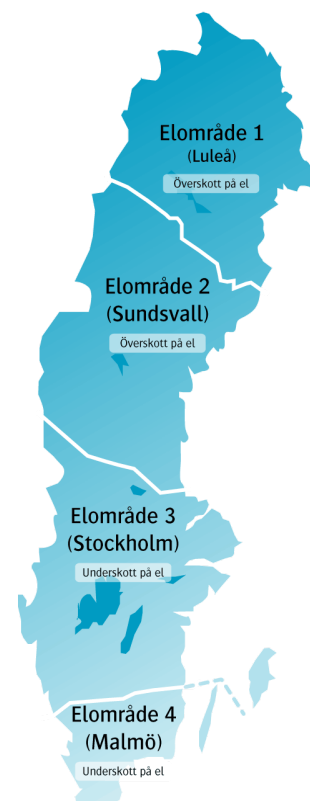 Elområde 1
(Luleå)
Överskott på el
Elområde 2
(Sundsvall)
Överskott på el
Elområde 3
(Stockholm)
Underskott på el
Elområde 4
(Malmö)
Underskott på el